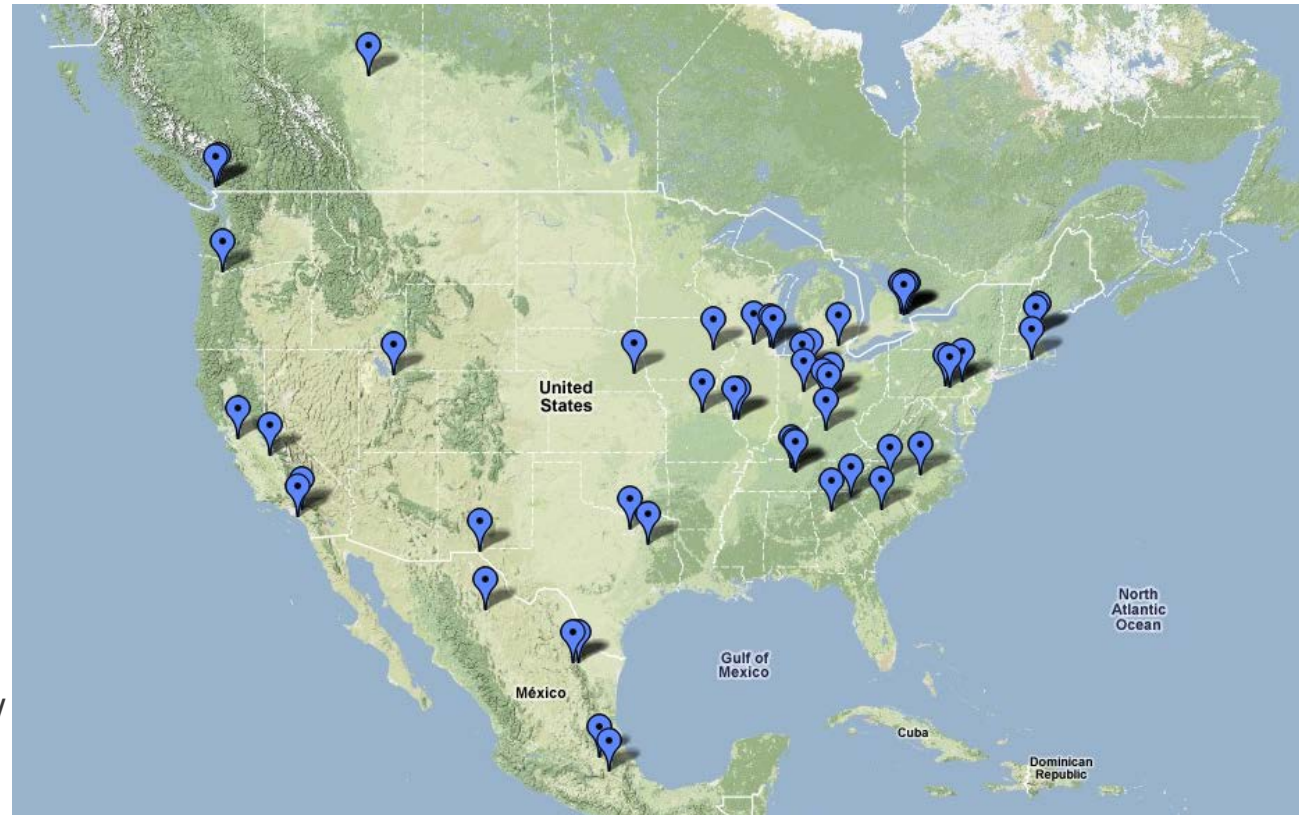 United
States
North
Atlantic
Ocean
Gulf of
Mexico
México
Cuba
Dominican
Republic